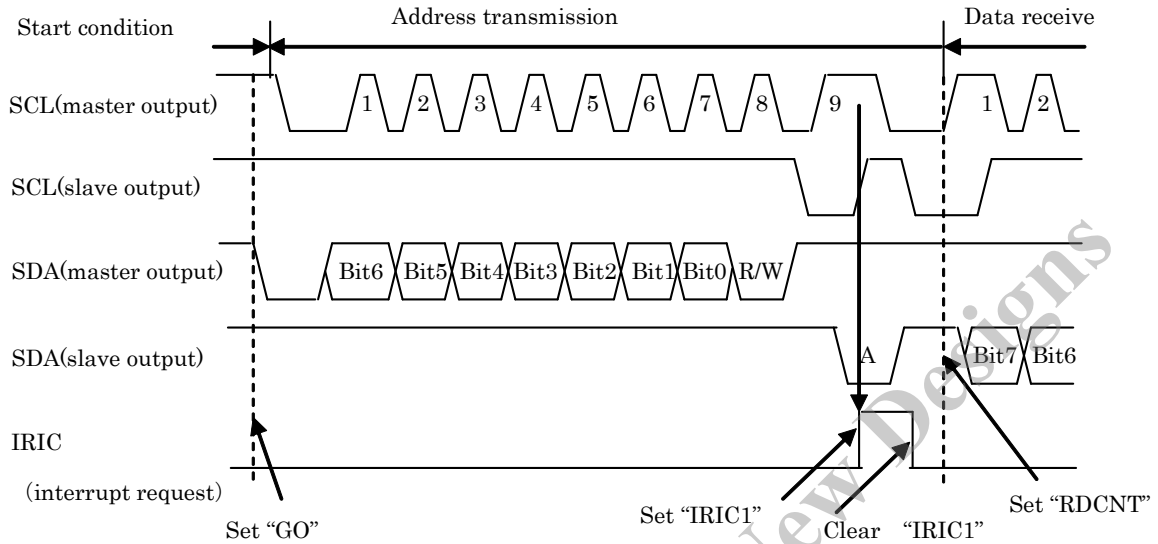 Start condition Address transmission Data receive
SCL(master output) 1 2 3 4 5 6 7 8 9 1 2
SCL(slave output)
SDA(master output) Bit6 Bit5 Bit4 Bit3 Bit2 Bit1 Bit0 R/W
SDA(slave output) A Bit7 Bit6
IRIC
(interrupt request)
Set “GO” Set “IRIC1” Clear “IRIC1” Set “RDCNT”
New Designs